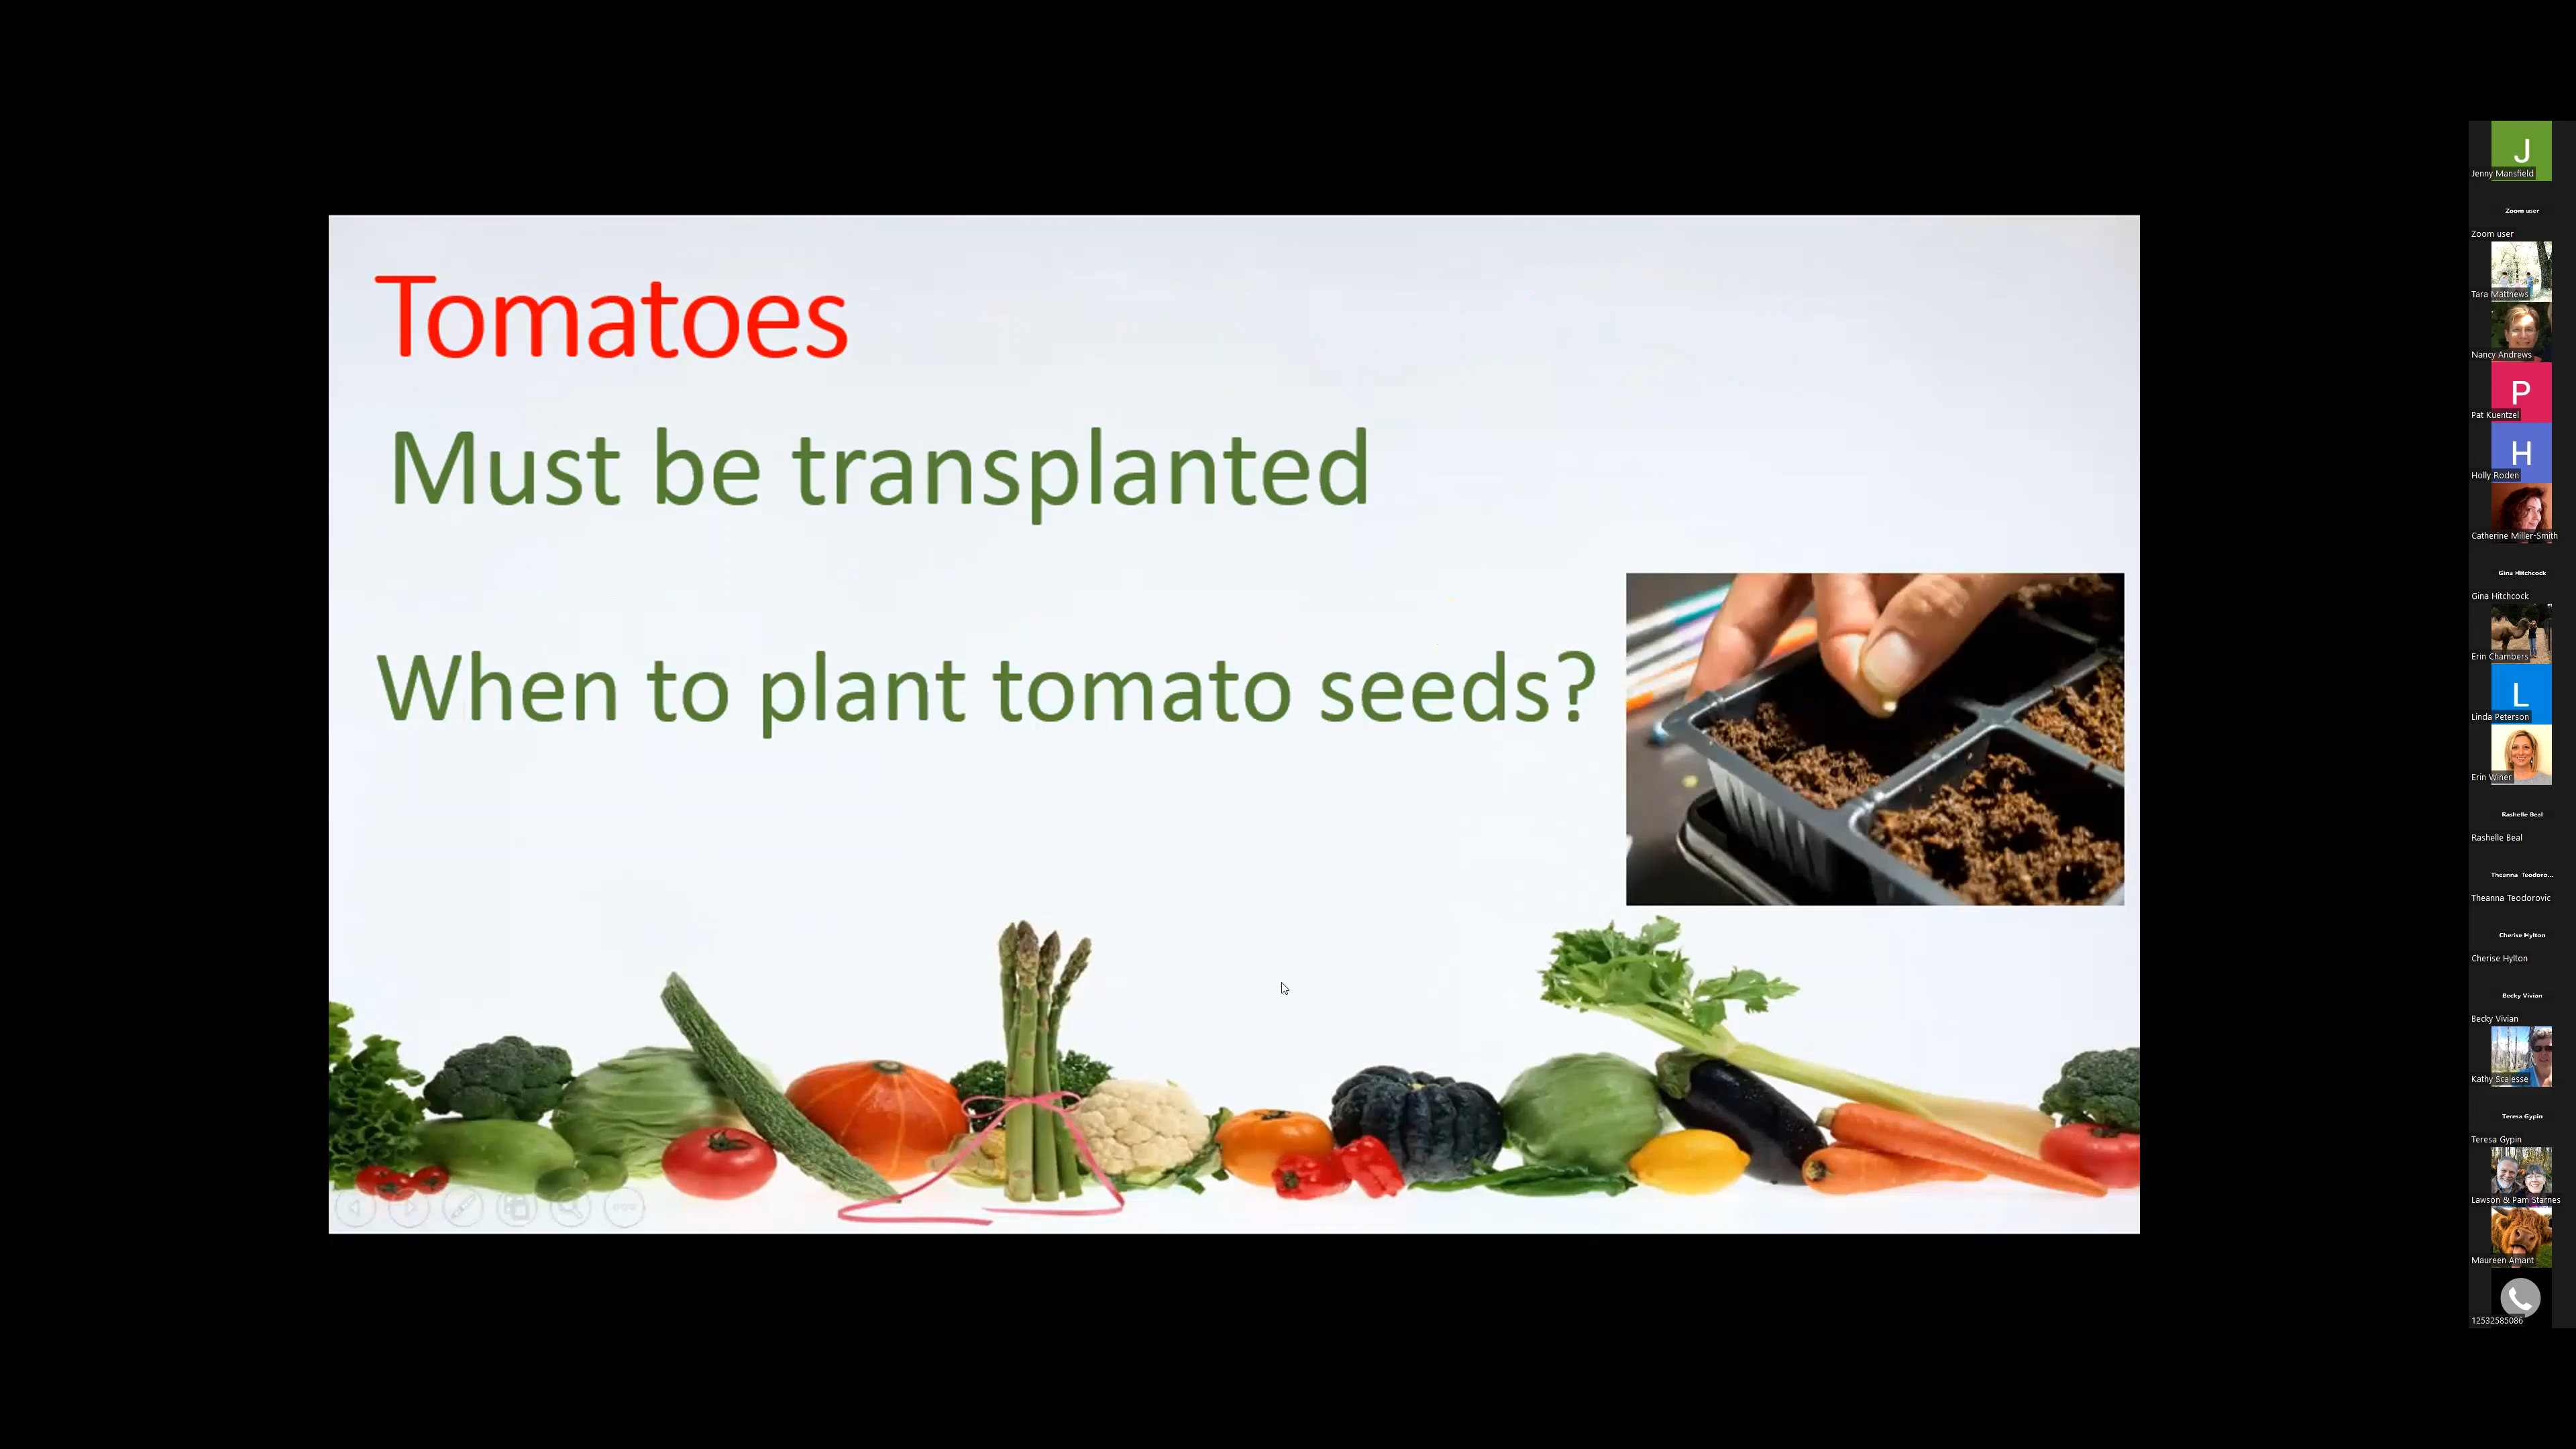 Tomatoes
Must be transplanted
When to plant tomato seeds?
J
Jenny Mansfield
Zoom user
Zoom user
Tara Matthews
Nancy Andrews
P
Pat Kuentzel
H
Holly Roden
Catherine Miller-Smith
Gina Hitchcock
Gina Hitchcock
Erin Chambers
L
Linda Peterson
Erin Winer
Rashelle Beal
Rashelle Beal
Theanna Teodoro...
Theanna Teodorovic
Cherise Hylton
Cherise Hylton
Becky Vivian
Becky Vivian
Kathy Scalesse
Teresa Gypin
Teresa Gypin
Lawson & Pam Starnes
Maureen Amant
12532585086